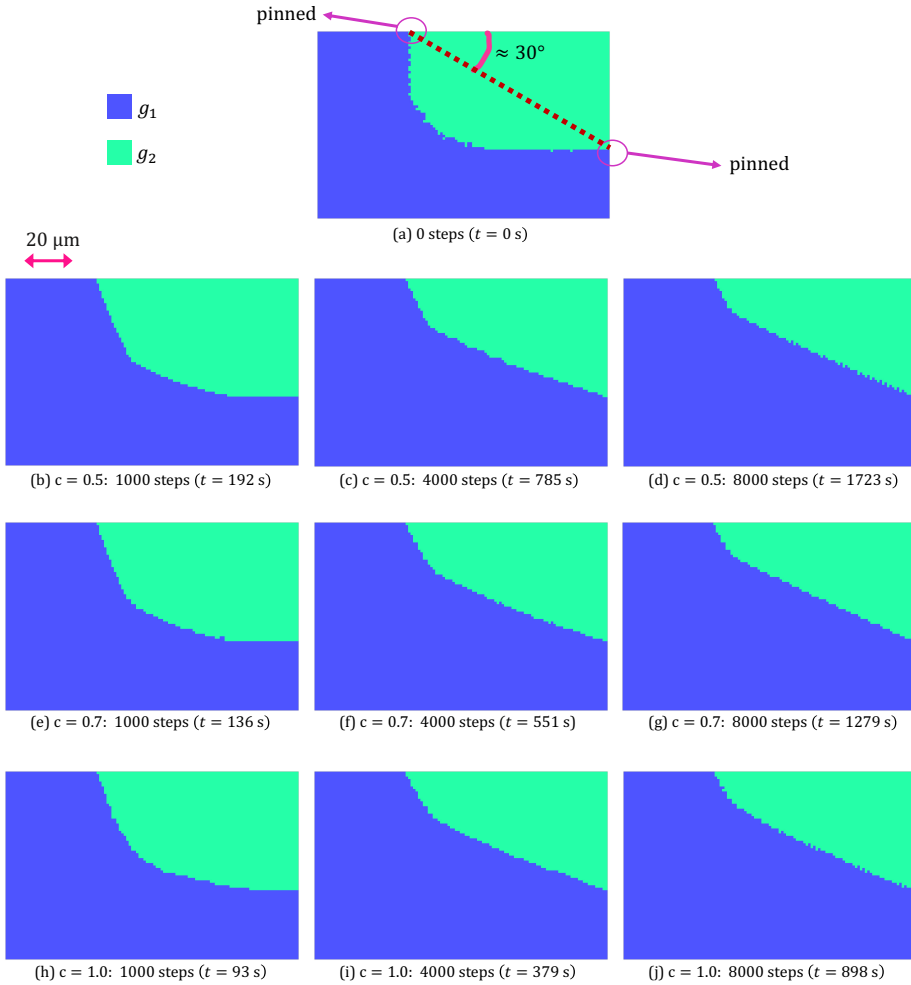 pinned
≈ 30°
g₁
g₂
pinned
(a) 0 steps (t = 0 s)
20 μm
(b) c = 0.5: 1000 steps (t = 192 s)
(c) c = 0.5: 4000 steps (t = 785 s)
(d) c = 0.5: 8000 steps (t = 1723 s)
(e) c = 0.7: 1000 steps (t = 136 s)
(f) c = 0.7: 4000 steps (t = 551 s)
(g) c = 0.7: 8000 steps (t = 1279 s)
(h) c = 1.0: 1000 steps (t = 93 s)
(i) c = 1.0: 4000 steps (t = 379 s)
(j) c = 1.0: 8000 steps (t = 898 s)